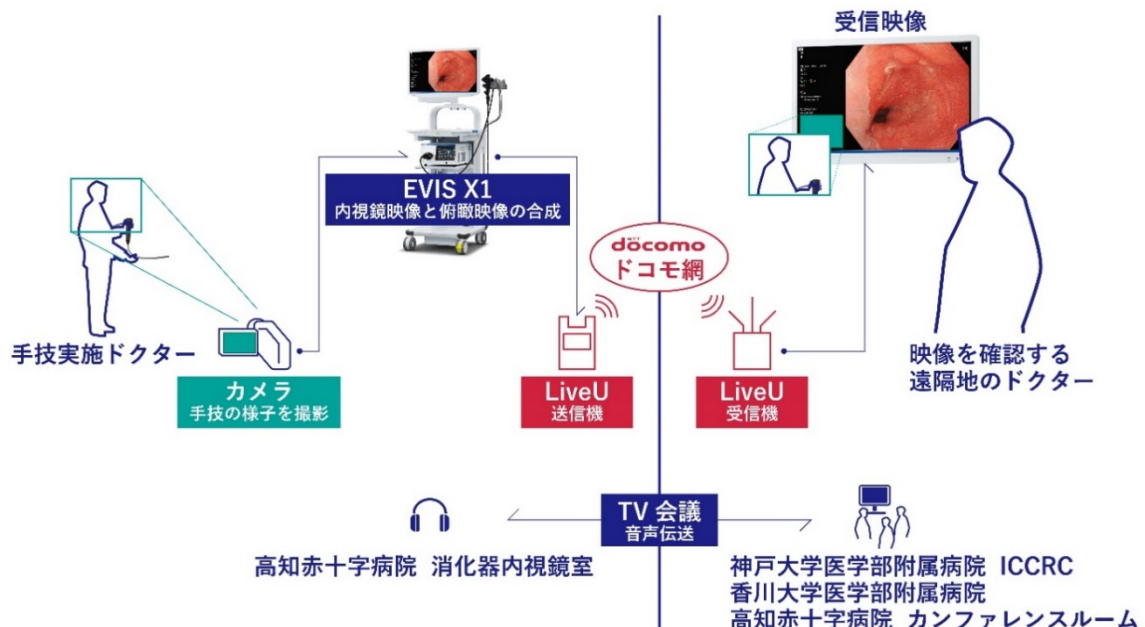 受信映像
EVIS X1
内視鏡映像と俯瞰映像の合成
döcomo
ドコモ網
手技実施ドクター
カメラ
手技の様子を撮影
LiveU
送信機
LiveU
受信機
映像を確認する
遠隔地のドクター
TV 会議
音声伝送
高知赤十字病院 消化器内視鏡室
神戸大学医学部附属病院 ICCRC
香川大学医学部附属病院
高知赤十字病院 カンファレンスルーム